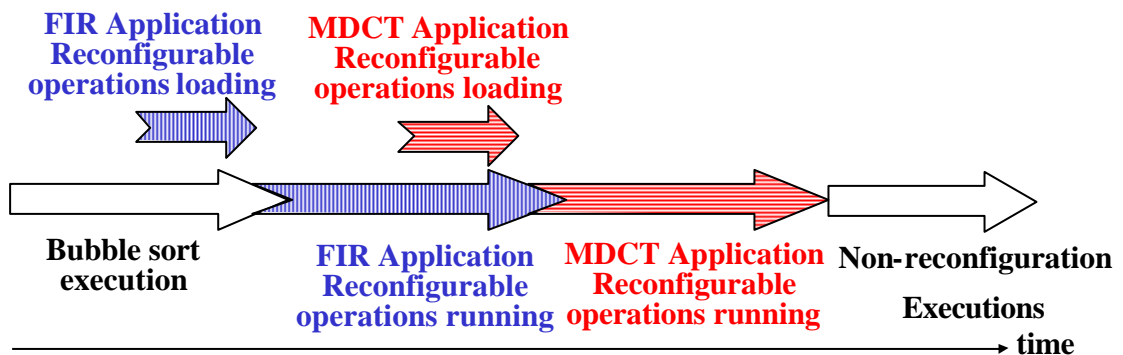 FIR Application
Reconfigurable
operations loading
MDCT Application
Reconfigurable
operations loading
Bubble sort
execution
FIR Application
Reconfigurable
operations running
MDCT Application
Reconfigurable
operations running
Non-reconfiguration
Executions
time